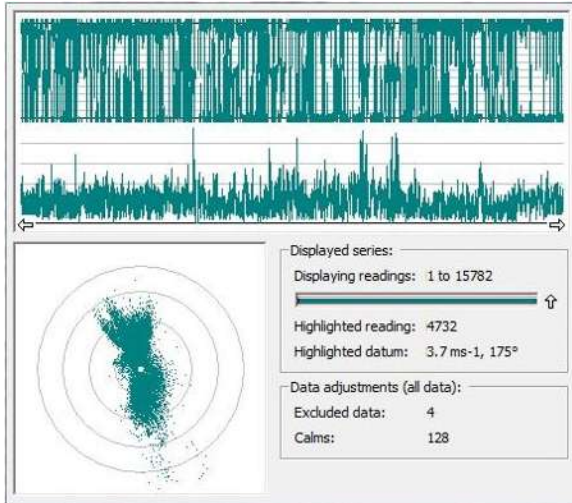 Displayed series:
Displaying readings: 1 to 15782
Highlighted reading: 4732
Highlighted datum: 3.7 ms-1, 175°
Data adjustments (all data):
Excluded data: 4
Calms: 128